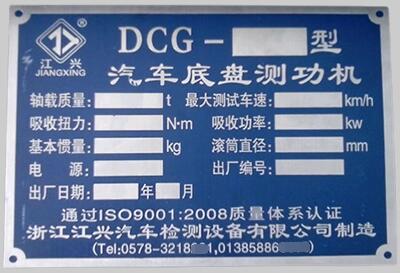 江兴
JIANGXING
DCG-      型
汽车底盘测功机
轴载质量:      t 最大测试车速:      km/h
吸收扭力:      N·m 吸收功率:      kw
基本惯量:      kg 滚筒直径:      mm
电 源:      出厂编号:
出厂日期:      年      月
通过ISO9001:2008质量体系认证
浙江江兴汽车检测设备有限公司制造
(Tel:0578-3218   1,01385886   )